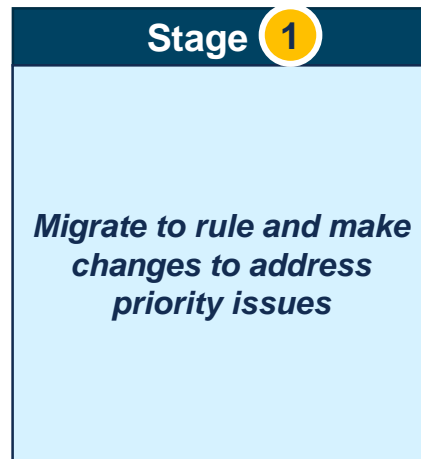 Stage 1
Migrate to rule and make
changes to address
priority issues